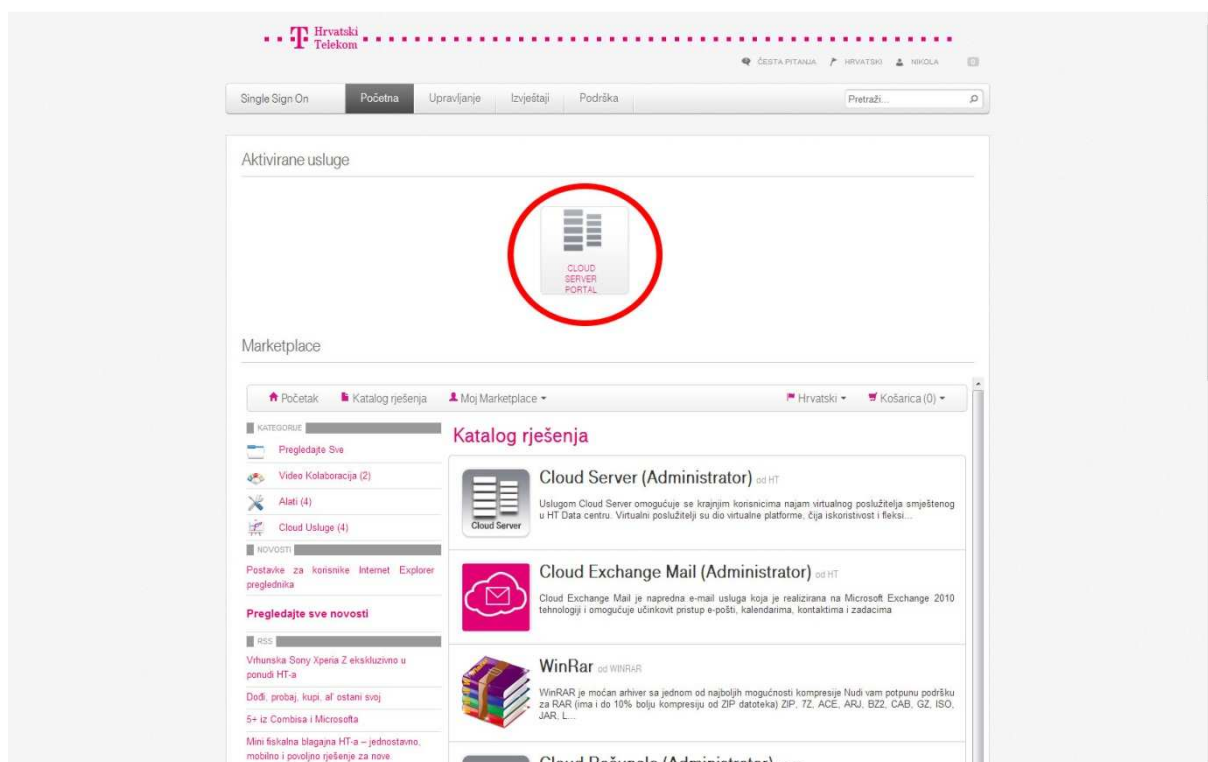 Hrvatski
Telekom
ČESTA PITANJA HRVATSKI NIKOLA 0
Single Sign On Početna Upravljanje Izvještaji Podrška Pretraži...
Aktivirane usluge
CLOUD
SERVER
PORTAL
Marketplace
Početak Katalog rješenja Moj Marketplace Hrvatski Košarica (0)
KATEGORIJE
Pregledajte Sve
Video Kolaboracija (2)
Alati (4)
Cloud Usluge (4)
NOVOSTI
Postavke za korisnike Internet Explorer
preglednika
Pregledajte sve novosti
RSS
Vrhunska Sony Xperia Z ekskluzivno u
ponudi HT-a
Dođi, probaj, kupi, al' ostani svoj
5+ iz Combisa i Microsofta
Mini fiskalna blagajna HT-a – jednostavno,
mobilno i povoljno rješenje za nove
Katalog rješenja
Cloud Server
Cloud Server (Administrator) od HT
Uslugom Cloud Server omogućuje se krajnjim korisnicima najam virtualnog poslužitelja smještenog
u HT Data centru. Virtualni poslužitelji su dio virtualne platforme, čija iskoristivost i fleksi...
Cloud Exchange Mail (Administrator) od HT
Cloud Exchange Mail je napredna e-mail usluga koja je realizirana na Microsoft Exchange 2010
tehnologiji i omogućuje učinkovit pristup e-pošti, kalendarima, kontaktima i zadacima
WinRar od WINRAR
WinRAR je moćan arhiver sa jednom od najboljih mogućnosti kompresije Nudi vam potpunu podršku
za RAR (ima i do 10% bolju kompresiju od ZIP datoteka) ZIP, 7Z, ACE, ARJ, BZ2, CAB, GZ, ISO,
JAR, L...
Cloud Računalo (Administrator)